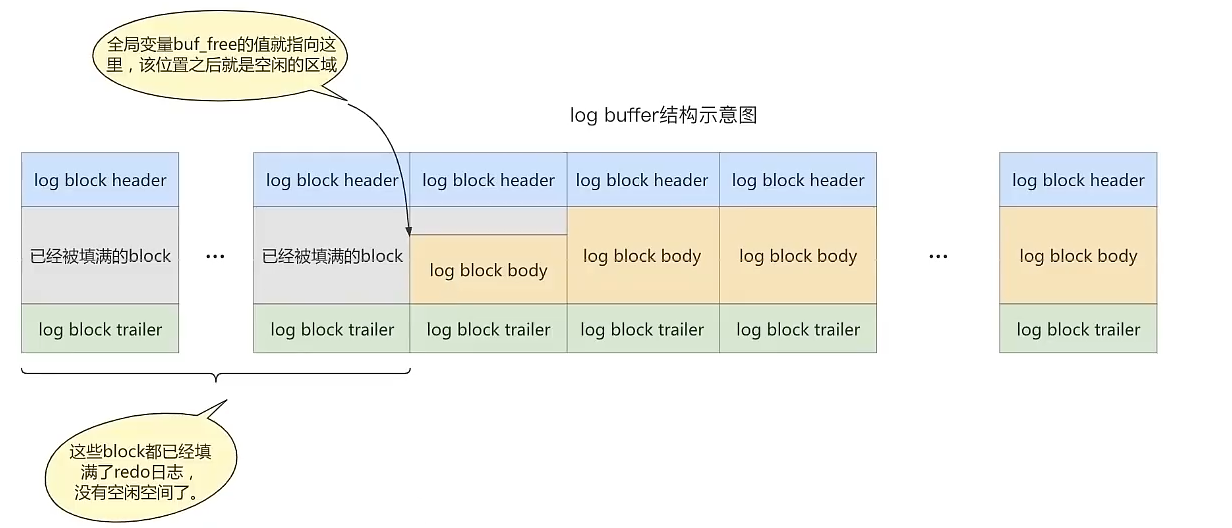 全局变量buf_free的值就指向这
里，该位置之后就是空闲的区域
log buffer结构示意图
log block header
log block header
log block header
log block header
log block header
log block header
已经被填满的block
...
已经被填满的block
log block body
log block body
log block body
...
log block body
log block trailer
log block trailer
log block trailer
log block trailer
log block trailer
log block trailer
这些block都已经填
满了redo日志，
没有空闲空间了。